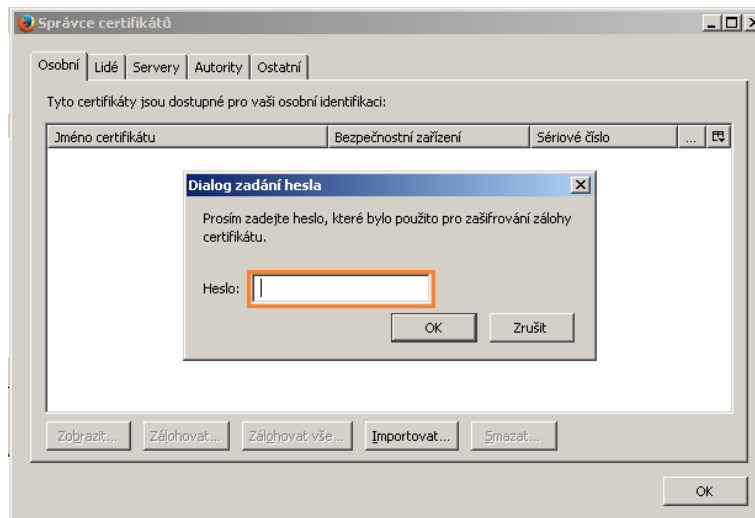 Správce certifikátů
Osobní Lidé Servery Autority Ostatní
Tyto certifikáty jsou dostupné pro vaši osobní identifikaci:
Jméno certifikátu Bezpečnostní zařízení Sériové číslo ...
Dialog zadání hesla
Prosím zadejte heslo, které bylo použito pro zašifrování zálohy
certifikátu.
Heslo:
OK Zrušit
Zobrazit... Zálohovat... Zálohovat vše... Importovat... Smazat...
OK